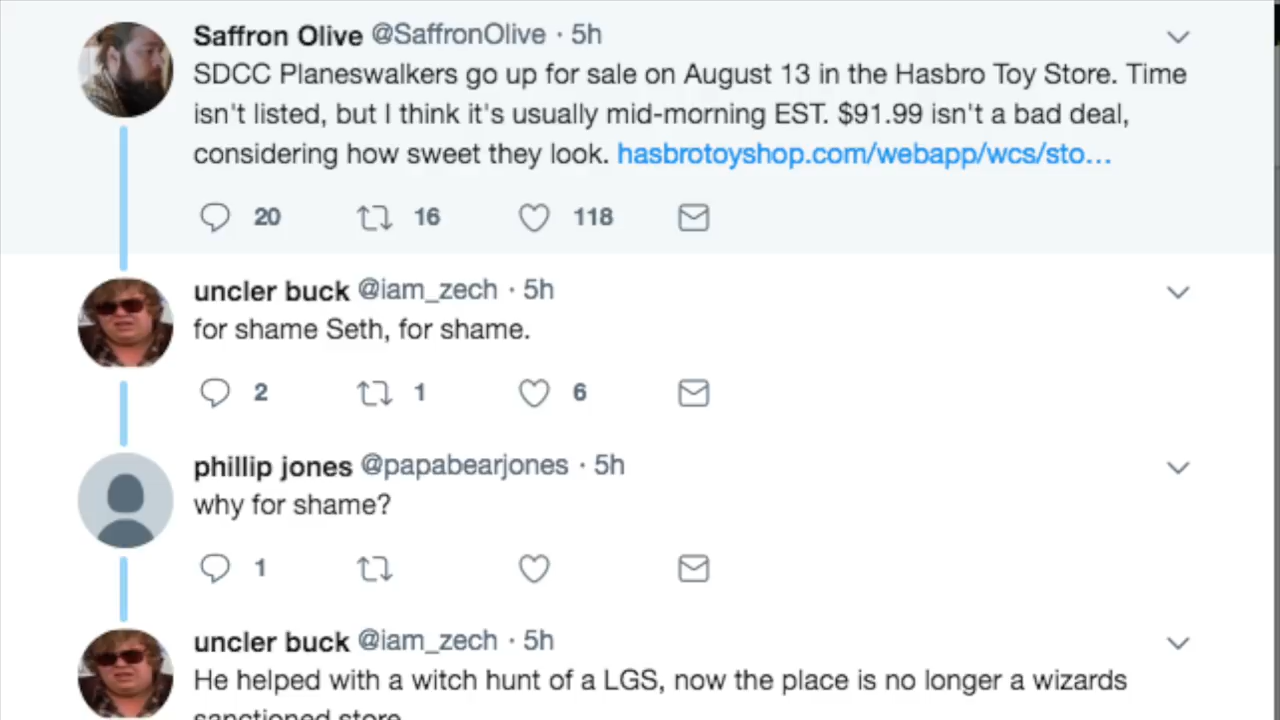 Saffron Olive @SaffronOlive · 5h
SDCC Planeswalkers go up for sale on August 13 in the Hasbro Toy Store. Time
isn't listed, but I think it's usually mid-morning EST. $91.99 isn't a bad deal,
considering how sweet they look. hasbrotoyshop.com/webapp/wcs/sto...
20 16 118
uncler buck @iam_zech · 5h
for shame Seth, for shame.
2 1 6
phillip jones @papabearjones · 5h
why for shame?
1
uncler buck @iam_zech · 5h
He helped with a witch hunt of a LGS, now the place is no longer a wizards
sanctioned store